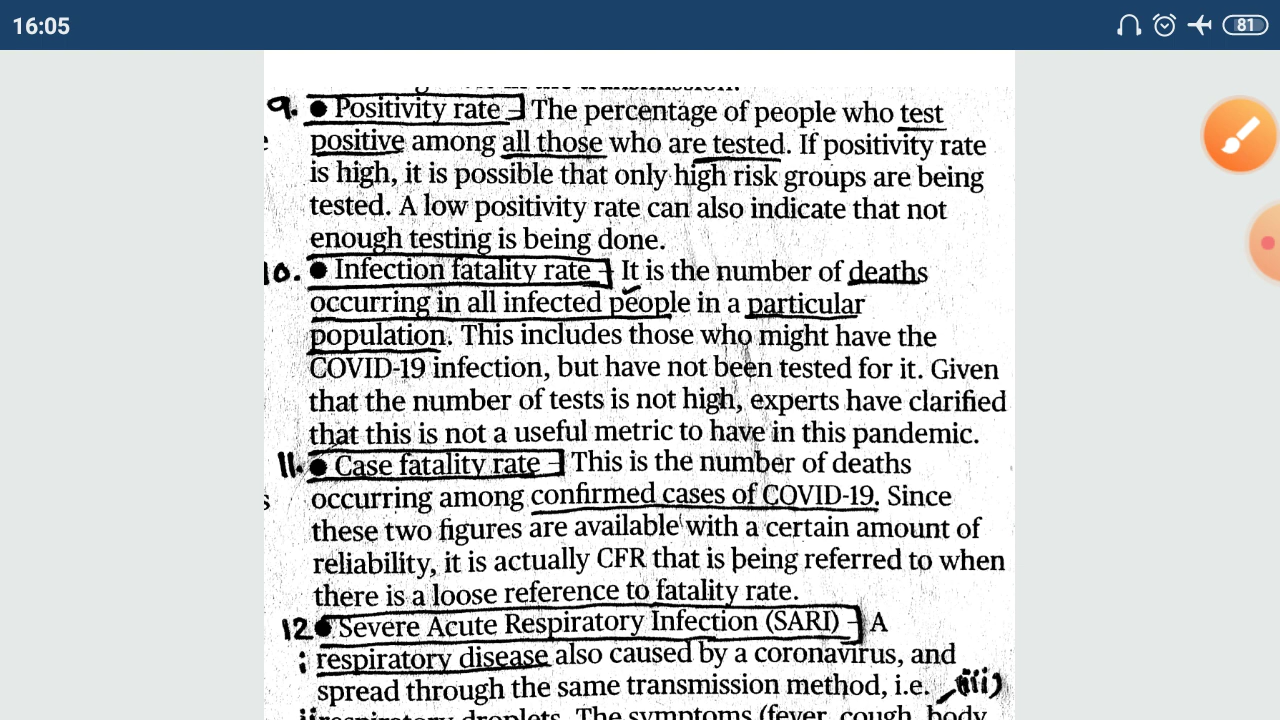 16:05
81
9. ● Positivity rate - The percentage of people who test
positive among all those who are tested. If positivity rate
is high, it is possible that only high risk groups are being
tested. A low positivity rate can also indicate that not
enough testing is being done.
10. ● Infection fatality rate - It is the number of deaths
occurring in all infected people in a particular
population. This includes those who might have the
COVID-19 infection, but have not been tested for it. Given
that the number of tests is not high, experts have clarified
that this is not a useful metric to have in this pandemic.
11. ● Case fatality rate - This is the number of deaths
occurring among confirmed cases of COVID-19. Since
these two figures are available with a certain amount of
reliability, it is actually CFR that is being referred to when
there is a loose reference to fatality rate.
12 ● Severe Acute Respiratory Infection (SARI) - A
i respiratory disease also caused by a coronavirus, and
spread through the same transmission method, i.e. iii)
ii respiratory droplets. The symptoms (fever, cough, body